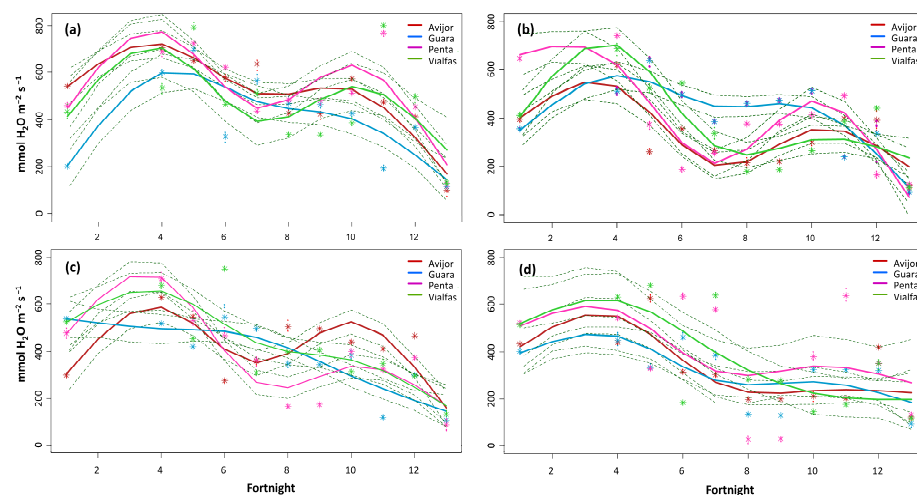 (a)
Avijor
Guara
Penta
Vialfas
mmol H₂O m⁻² s⁻¹
800
600
400
200
0
2 4 6 8 10 12
(b)
Avijor
Guara
Penta
Vialfas
800
600
400
200
0
2 4 6 8 10 12
(c)
Avijor
Guara
Penta
Vialfas
mmol H₂O m⁻² s⁻¹
800
600
400
200
0
2 4 6 8 10 12
Fortnight
(d)
Avijor
Guara
Penta
Vialfas
800
600
400
200
0
2 4 6 8 10 12
Fortnight